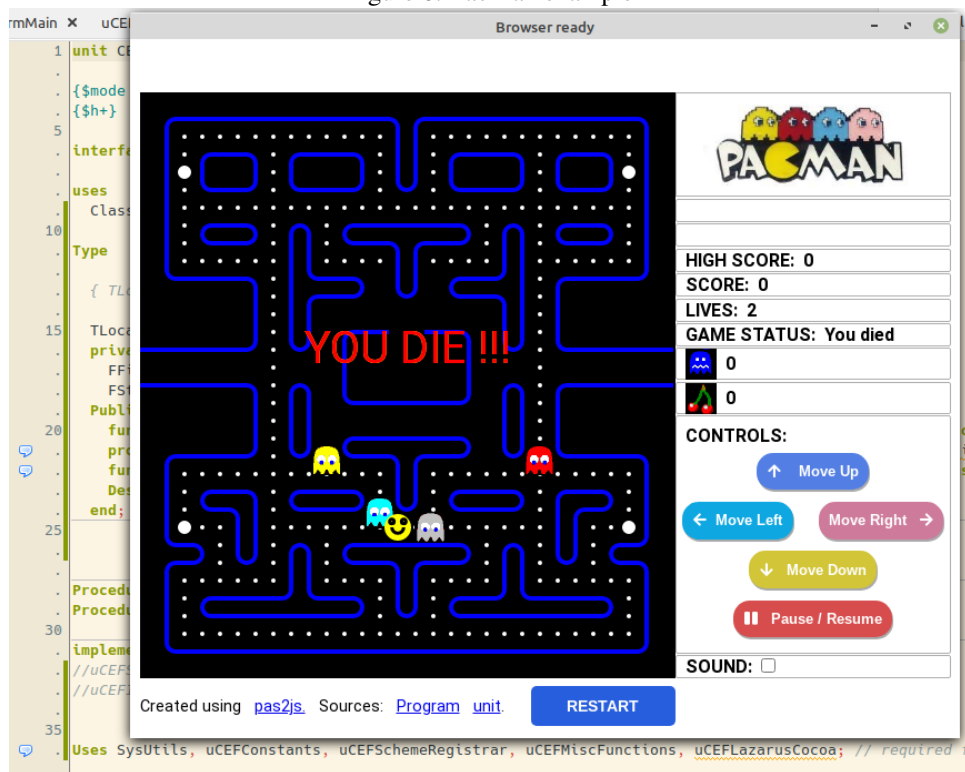 rmMain × uCEF
Browser ready
1 unit CE
{$mode
{$h+}
5
interfa
uses
Class
10
Type
{ TLo
15 TLoca
priva
FFi
FSt
Publi
20 fun
pro
fun
Des
end;
25
Procedu
Procedu
30
impleme
//uCEFS
//uCEFI
35
Uses SysUtils, uCEFConstants, uCEFSchemeRegistrar, uCEFMiscFunctions, uCEFLazarusCocoa; // required
YOU DIE !!!
PACMAN
HIGH SCORE: 0
SCORE: 0
LIVES: 2
GAME STATUS: You died
0
0
CONTROLS:
Move Up
Move Left Move Right
Move Down
Pause / Resume
SOUND:
Created using pas2js. Sources: Program unit.
RESTART